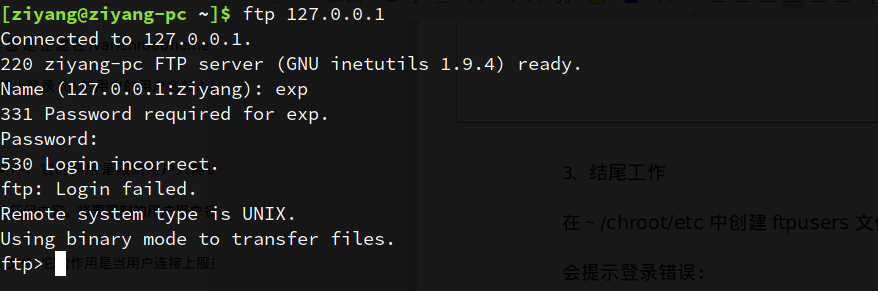 [ziyang@ziyang-pc ~]$ ftp 127.0.0.1
Connected to 127.0.0.1.
220 ziyang-pc FTP server (GNU inetutils 1.9.4) ready.
Name (127.0.0.1:ziyang): exp
331 Password required for exp.
Password:
530 Login incorrect.
ftp: Login failed.
Remote system type is UNIX.
Using binary mode to transfer files.
ftp>
3、结尾工作
在 ~ /chroot/etc 中创建 ftpusers 文
会提示登录错误：